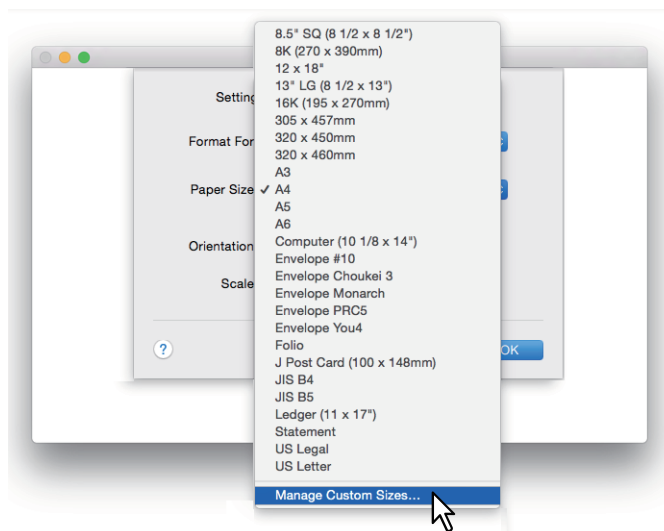 8.5" SQ (8 1/2 x 8 1/2")
8K (270 x 390mm)
12 x 18"
13" LG (8 1/2 x 13")
Setting
16K (195 x 270mm)
305 x 457mm
Format For
320 x 450mm
320 x 460mm
A3
Paper Size ✓ A4
A5
A6
Orientation
Computer (10 1/8 x 14")
Envelope #10
Envelope Choukei 3
Scale
Envelope Monarch
Envelope PRC5
Envelope You4
Folio
? OK
J Post Card (100 x 148mm)
JIS B4
JIS B5
Ledger (11 x 17")
Statement
US Legal
US Letter
Manage Custom Sizes...